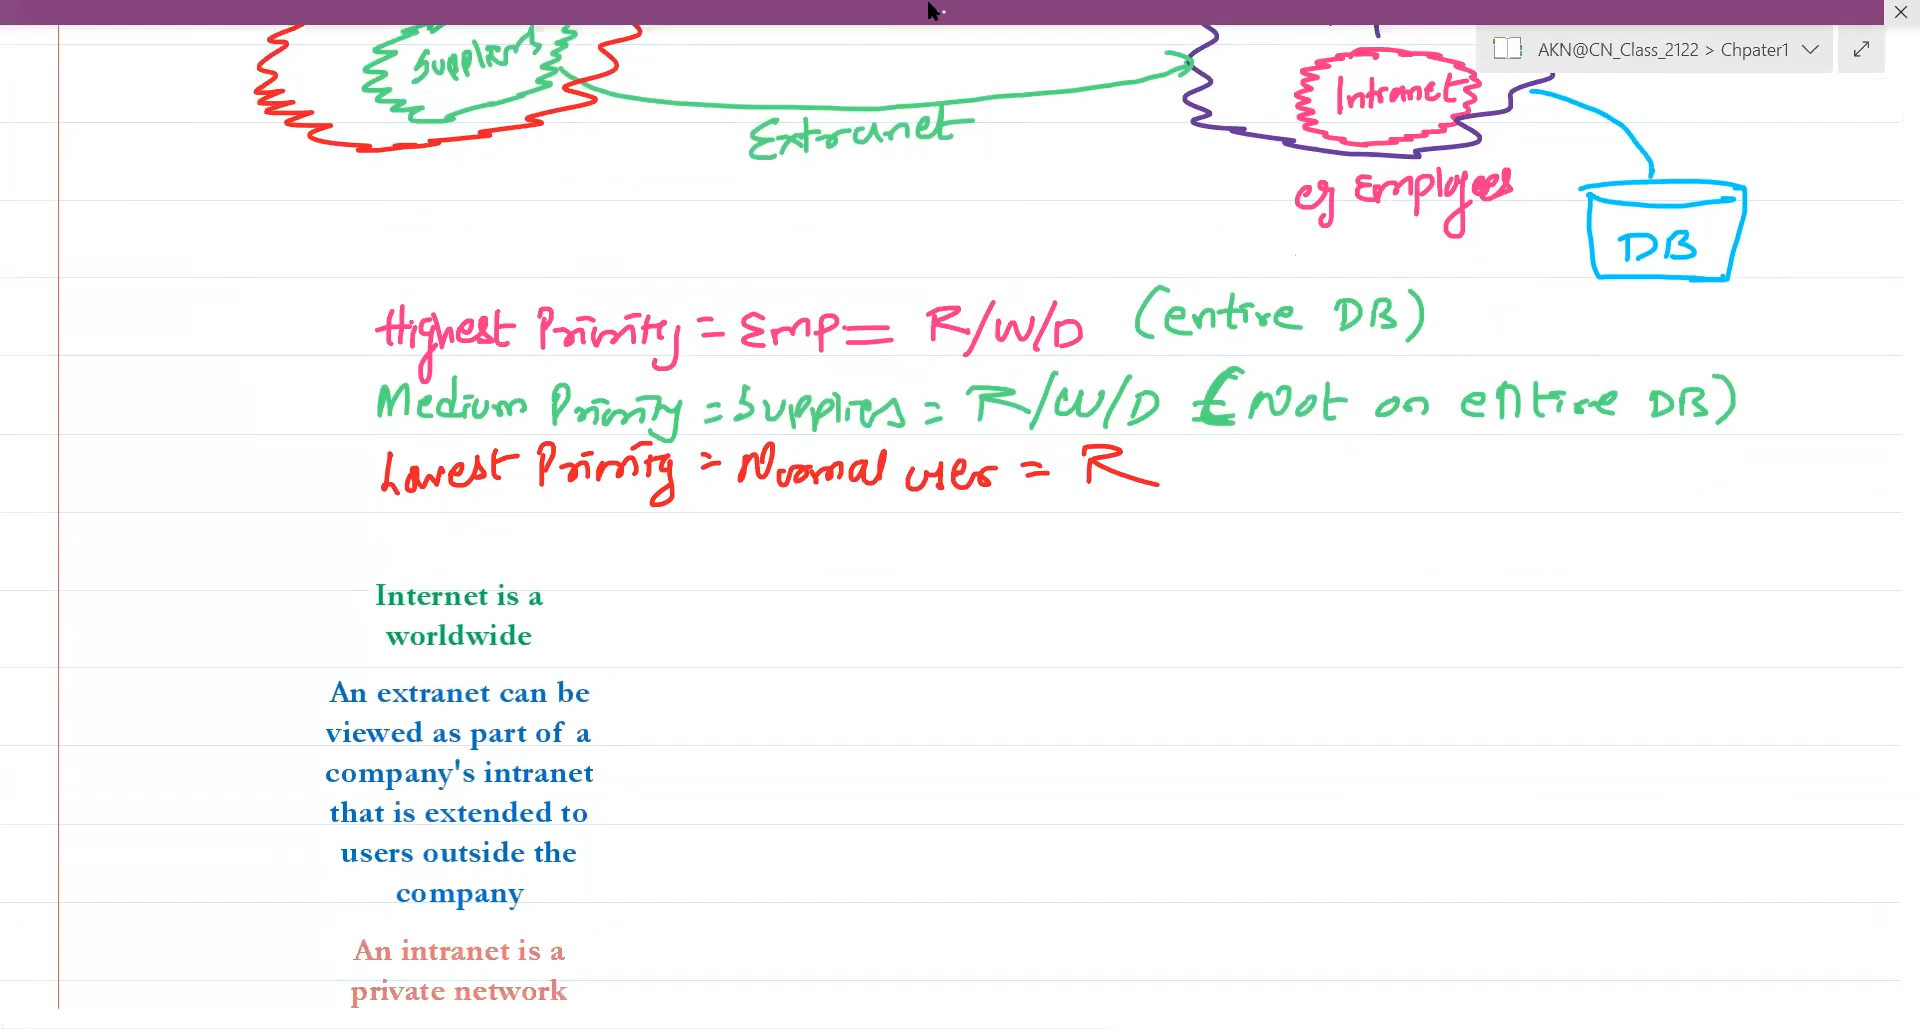 AKN@CN_Class_2122 > Chpater1
Suppliers
Intranet
Extranet
eg Employees
DB
Highest Priority = Emp = R/W/D (entire DB)
Medium Priority = Supplies = R/W/D ( Not on entire DB)
Lowest Priority = Normal user = R
Internet is a
worldwide
An extranet can be
viewed as part of a
company's intranet
that is extended to
users outside the
company
An intranet is a
private network